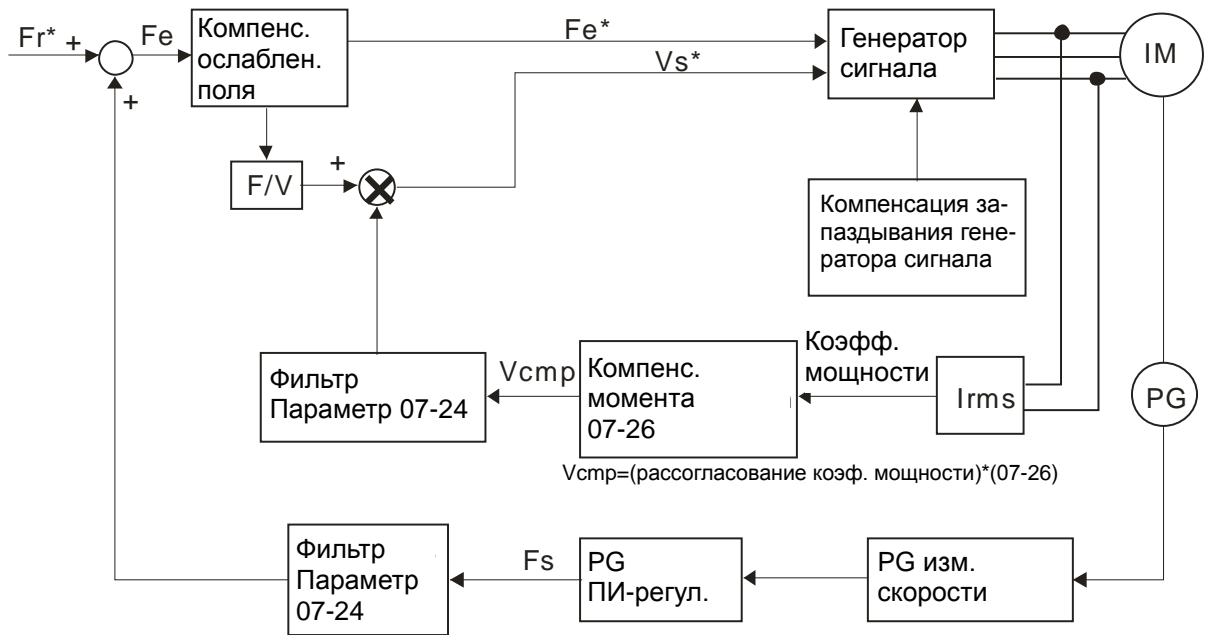 Fr*
+
Fe
+
Компенс.
ослаблен.
поля
Fe*
Vs*
Генератор
сигнала
IM
F/V
+
Компенсация за-
паздывания гене-
ратора сигнала
Фильтр
Параметр 07-24
Vcmp
Компенс.
момента
07-26
Коэфф.
мощности
Irms
PG
Vcmp=(рассогласование коэф. мощности)*(07-26)
Фильтр
Параметр
07-24
Fs
PG
ПИ-регул.
PG изм.
скорости